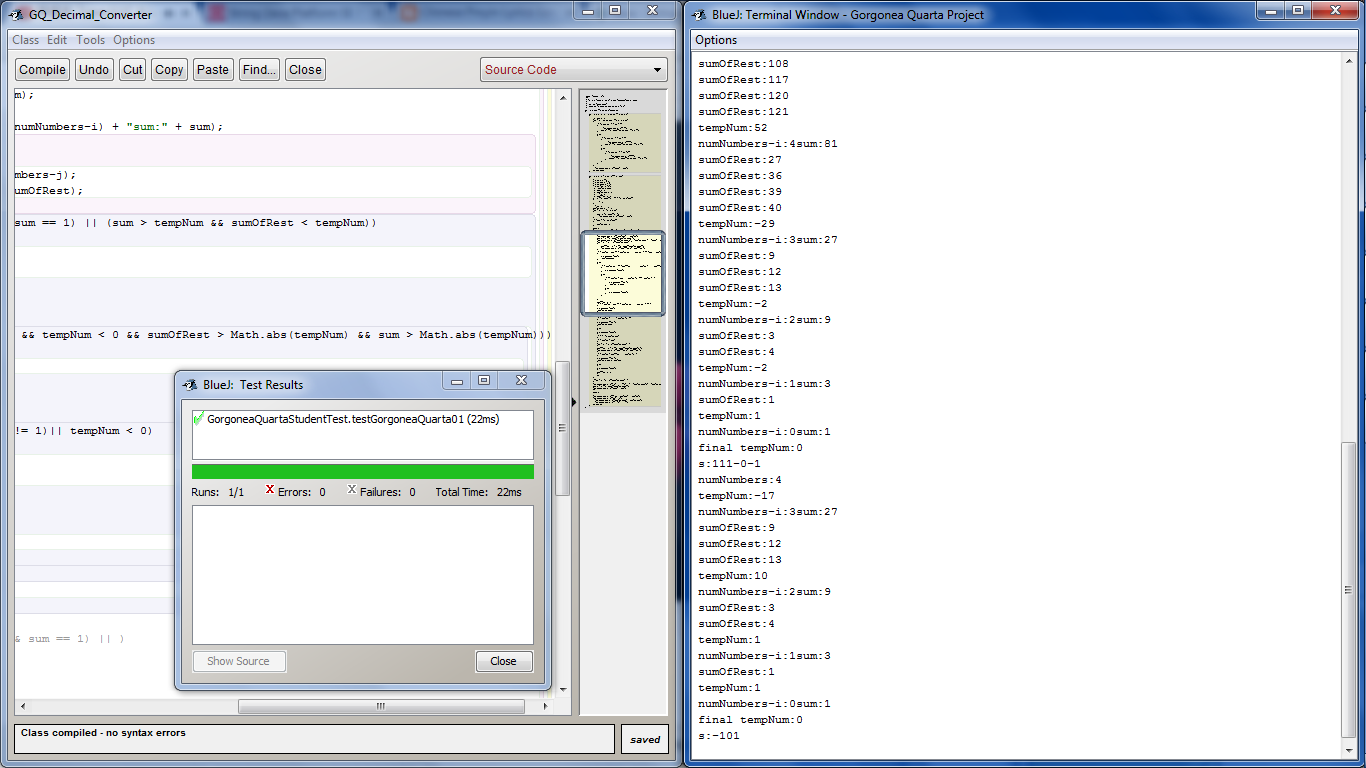 GQ_Decimal_Converter
Class Edit Tools Options
Compile Undo Cut Copy Paste Find... Close Source Code
m);
numNumbers-i) + "sum:" + sum);
mbers-j);
umOfRest);
sum == 1) || (sum > tempNum && sumOfRest < tempNum))
&& tempNum < 0 && sumOfRest > Math.abs(tempNum) && sum > Math.abs(tempNum)))
!= 1)|| tempNum < 0)
& sum == 1) || )
Class compiled - no syntax errors
saved
BlueJ: Test Results
GorgoneaQuartaStudentTest.testGorgoneaQuarta01 (22ms)
Runs: 1/1 X Errors: 0 X Failures: 0 Total Time: 22ms
Show Source Close
BlueJ: Terminal Window - Gorgonea Quarta Project
Options
sumOfRest:108
sumOfRest:117
sumOfRest:120
sumOfRest:121
tempNum:52
numNumbers-i:4sum:81
sumOfRest:27
sumOfRest:36
sumOfRest:39
sumOfRest:40
tempNum:-29
numNumbers-i:3sum:27
sumOfRest:9
sumOfRest:12
sumOfRest:13
tempNum:-2
numNumbers-i:2sum:9
sumOfRest:3
sumOfRest:4
tempNum:-2
numNumbers-i:1sum:3
sumOfRest:1
tempNum:1
numNumbers-i:0sum:1
final tempNum:0
s:111-0-1
numNumbers:4
tempNum:-17
numNumbers-i:3sum:27
sumOfRest:9
sumOfRest:12
sumOfRest:13
tempNum:10
numNumbers-i:2sum:9
sumOfRest:3
sumOfRest:4
tempNum:1
numNumbers-i:1sum:3
sumOfRest:1
tempNum:1
numNumbers-i:0sum:1
final tempNum:0
s:-101